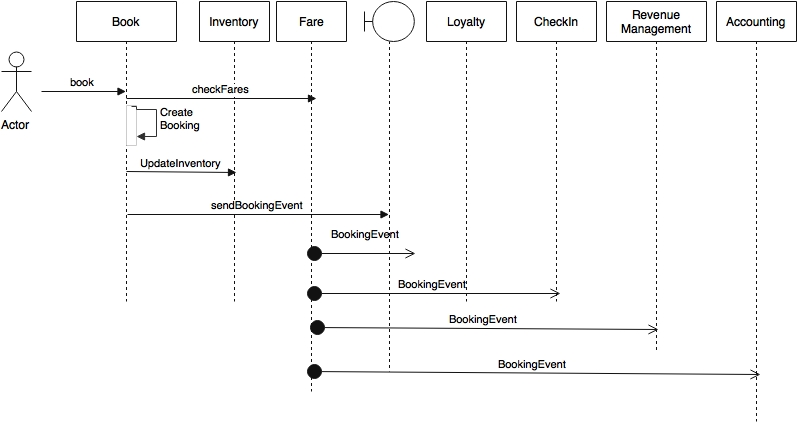 Book
Inventory
Fare
Loyalty
CheckIn
Revenue
Management
Accounting
book
checkFares
Actor
Create
Booking
UpdateInventory
sendBookingEvent
BookingEvent
BookingEvent
BookingEvent
BookingEvent